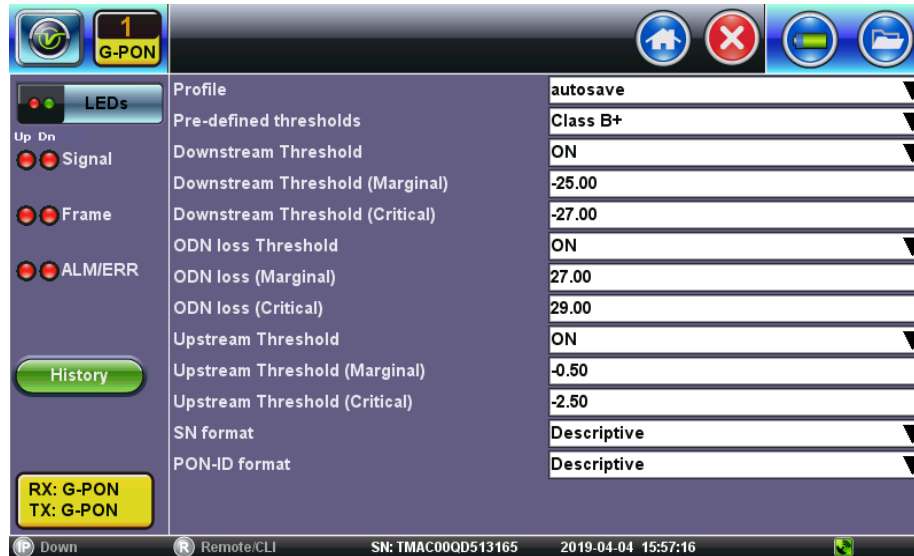 1
G-PON
LEDs
Up Dn
Signal
Frame
ALM/ERR
History
RX: G-PON
TX: G-PON
Profile autosave
Pre-defined thresholds Class B+
Downstream Threshold ON
Downstream Threshold (Marginal) -25.00
Downstream Threshold (Critical) -27.00
ODN loss Threshold ON
ODN loss (Marginal) 27.00
ODN loss (Critical) 29.00
Upstream Threshold ON
Upstream Threshold (Marginal) -0.50
Upstream Threshold (Critical) -2.50
SN format Descriptive
PON-ID format Descriptive
IP Down R Remote/CLI SN: TMAC00QD513165 2019-04-04 15:57:16